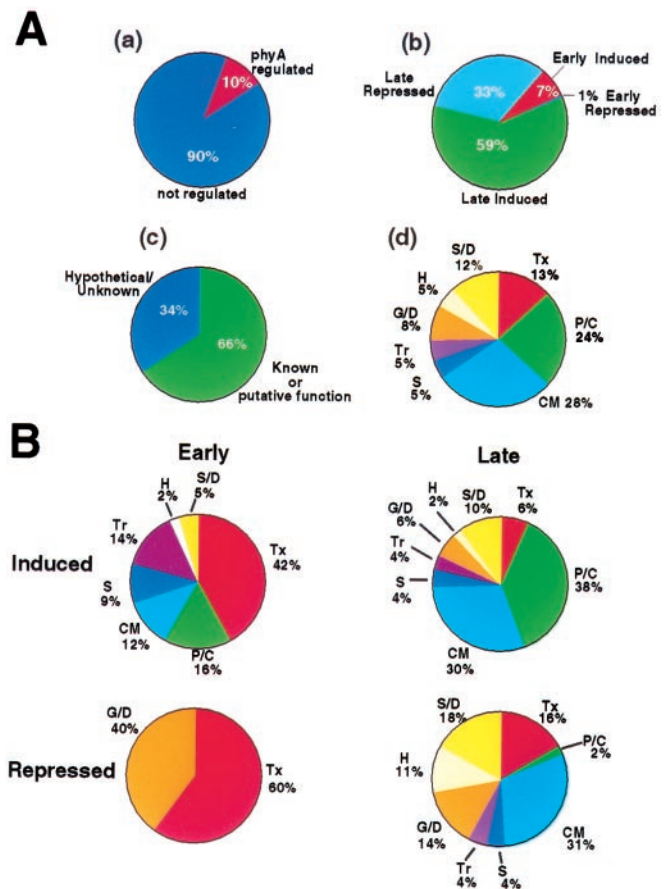 A
(a)
phyA
regulated
10%
90%
not regulated
(b)
Late
Repressed
Early Induced
33%
7%
1% Early
Repressed
59%
Late Induced
(c)
Hypothetical/
Unknown
34%
66%
Known
or
putative function
(d)
S/D
12%
Tx
13%
H
5%
G/D
8%
P/C
24%
Tr
5%
S
5%
CM 28%
B
Early
Late
Induced
H
2%
S/D
5%
Tr
14%
Tx
42%
S
9%
CM
12%
P/C
16%
H
2%
S/D
10%
Tx
6%
G/D
6%
Tr
4%
P/C
38%
S
4%
CM
30%
Repressed
G/D
40%
Tx
60%
S/D
18%
Tx
16%
P/C
2%
H
11%
G/D
14%
CM
31%
Tr
4%
S
4%